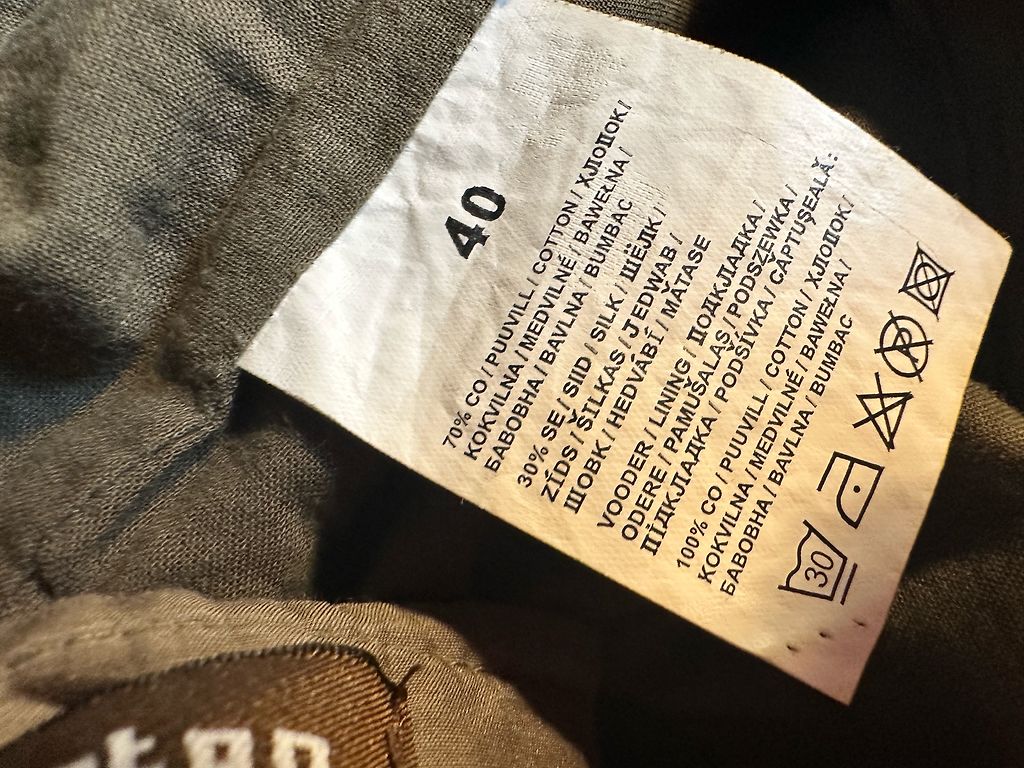 40
70% CO / PUUVILL / COTTON / ХЛОПОК /
KOKVILNA / MEDVILNĖ / BAWEŁNA /
БАВОВНА / BAVLNA / BUMBAC
30% SE / SIID / SILK / ШЁЛК /
ZĪDS / ŠILKAS / JEDWAB /
ШОВК / HEDVÁBÍ / MĂTASE
VOODER / LINING / ПОДКЛАДКА /
ODERE / PAMUŠALAS / PODSZEWKA /
ПІДКЛАДКА / PODŠÍVKA / CĂPTUŞEALĂ:
100% CO / PUUVILL / COTTON / ХЛОПОК /
KOKVILNA / MEDVILNĖ / BAWEŁNA /
БАВОВНА / BAVLNA / BUMBAC
30
P